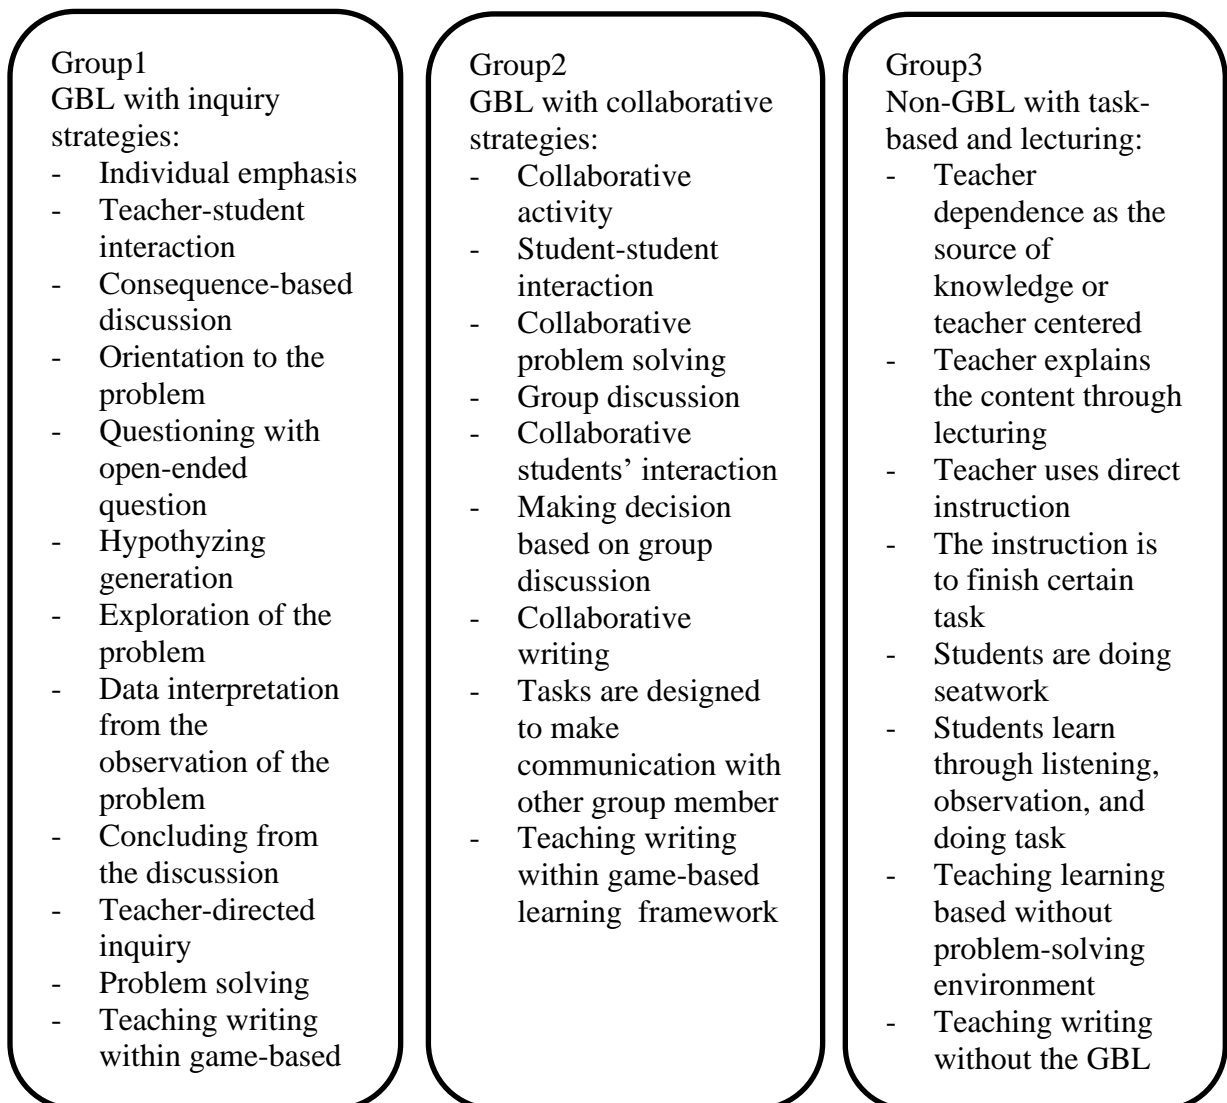 Group1
GBL with inquiry
strategies:
- Individual emphasis
- Teacher-student
interaction
- Consequence-based
discussion
- Orientation to the
problem
- Questioning with
open-ended
question
- Hypothyzing
generation
- Exploration of the
problem
- Data interpretation
from the
observation of the
problem
- Concluding from
the discussion
- Teacher-directed
inquiry
- Problem solving
- Teaching writing
within game-based
Group2
GBL with collaborative
strategies:
- Collaborative
activity
- Student-student
interaction
- Collaborative
problem solving
- Group discussion
- Collaborative
students’ interaction
- Making decision
based on group
discussion
- Collaborative
writing
- Tasks are designed
to make
communication with
other group member
- Teaching writing
within game-based
learning framework
Group3
Non-GBL with task-
based and lecturing:
- Teacher
dependence as the
source of
knowledge or
teacher centered
- Teacher explains
the content through
lecturing
- Teacher uses direct
instruction
- The instruction is
to finish certain
task
- Students are doing
seatwork
- Students learn
through listening,
observation, and
doing task
- Teaching learning
based without
problem-solving
environment
- Teaching writing
without the GBL